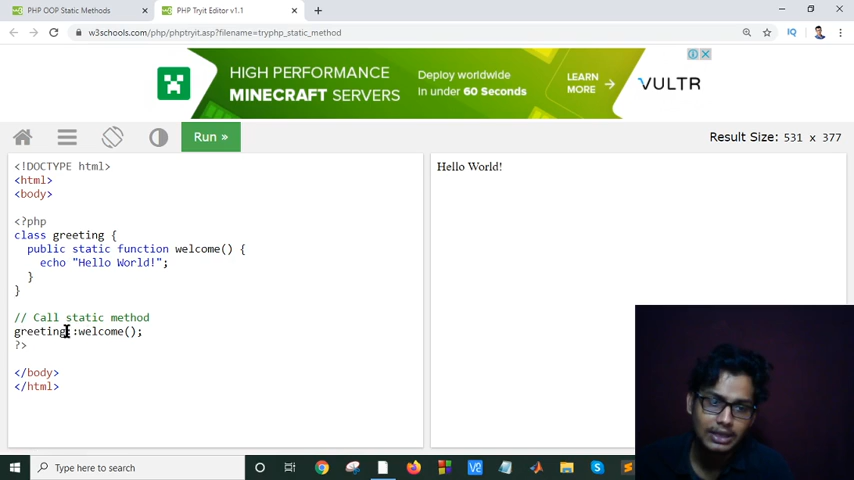 PHP OOP Static Methods
PHP Tryit Editor v1.1
w3schools.com/php/phptryit.asp?filename=tryphp_static_method
IQ
HIGH PERFORMANCE
MINECRAFT SERVERS
Deploy worldwide
in under 60 Seconds
LEARN
MORE
VULTR
Run »
Result Size: 531 x 377
<!DOCTYPE html>
<html>
<body>
<?php
class greeting {
public static function welcome() {
echo "Hello World!";
}
}
// Call static method
greeting::welcome();
?>
</body>
</html>
Hello World!
Type here to search